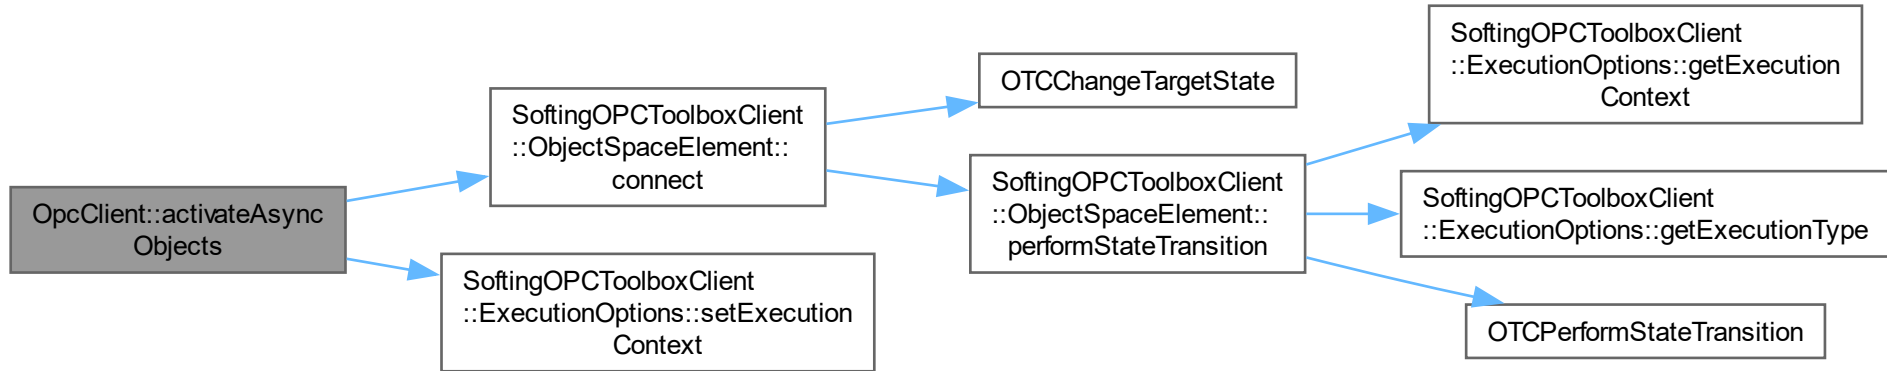 OpcClient::activateAsync
Objects
SoftingOPCToolboxClient
::ObjectSpaceElement::
connect
SoftingOPCToolboxClient
::ExecutionOptions::setExecution
Context
OTCChangeTargetState
SoftingOPCToolboxClient
::ObjectSpaceElement::
performStateTransition
SoftingOPCToolboxClient
::ExecutionOptions::getExecution
Context
SoftingOPCToolboxClient
::ExecutionOptions::getExecutionType
OTCPerformStateTransition